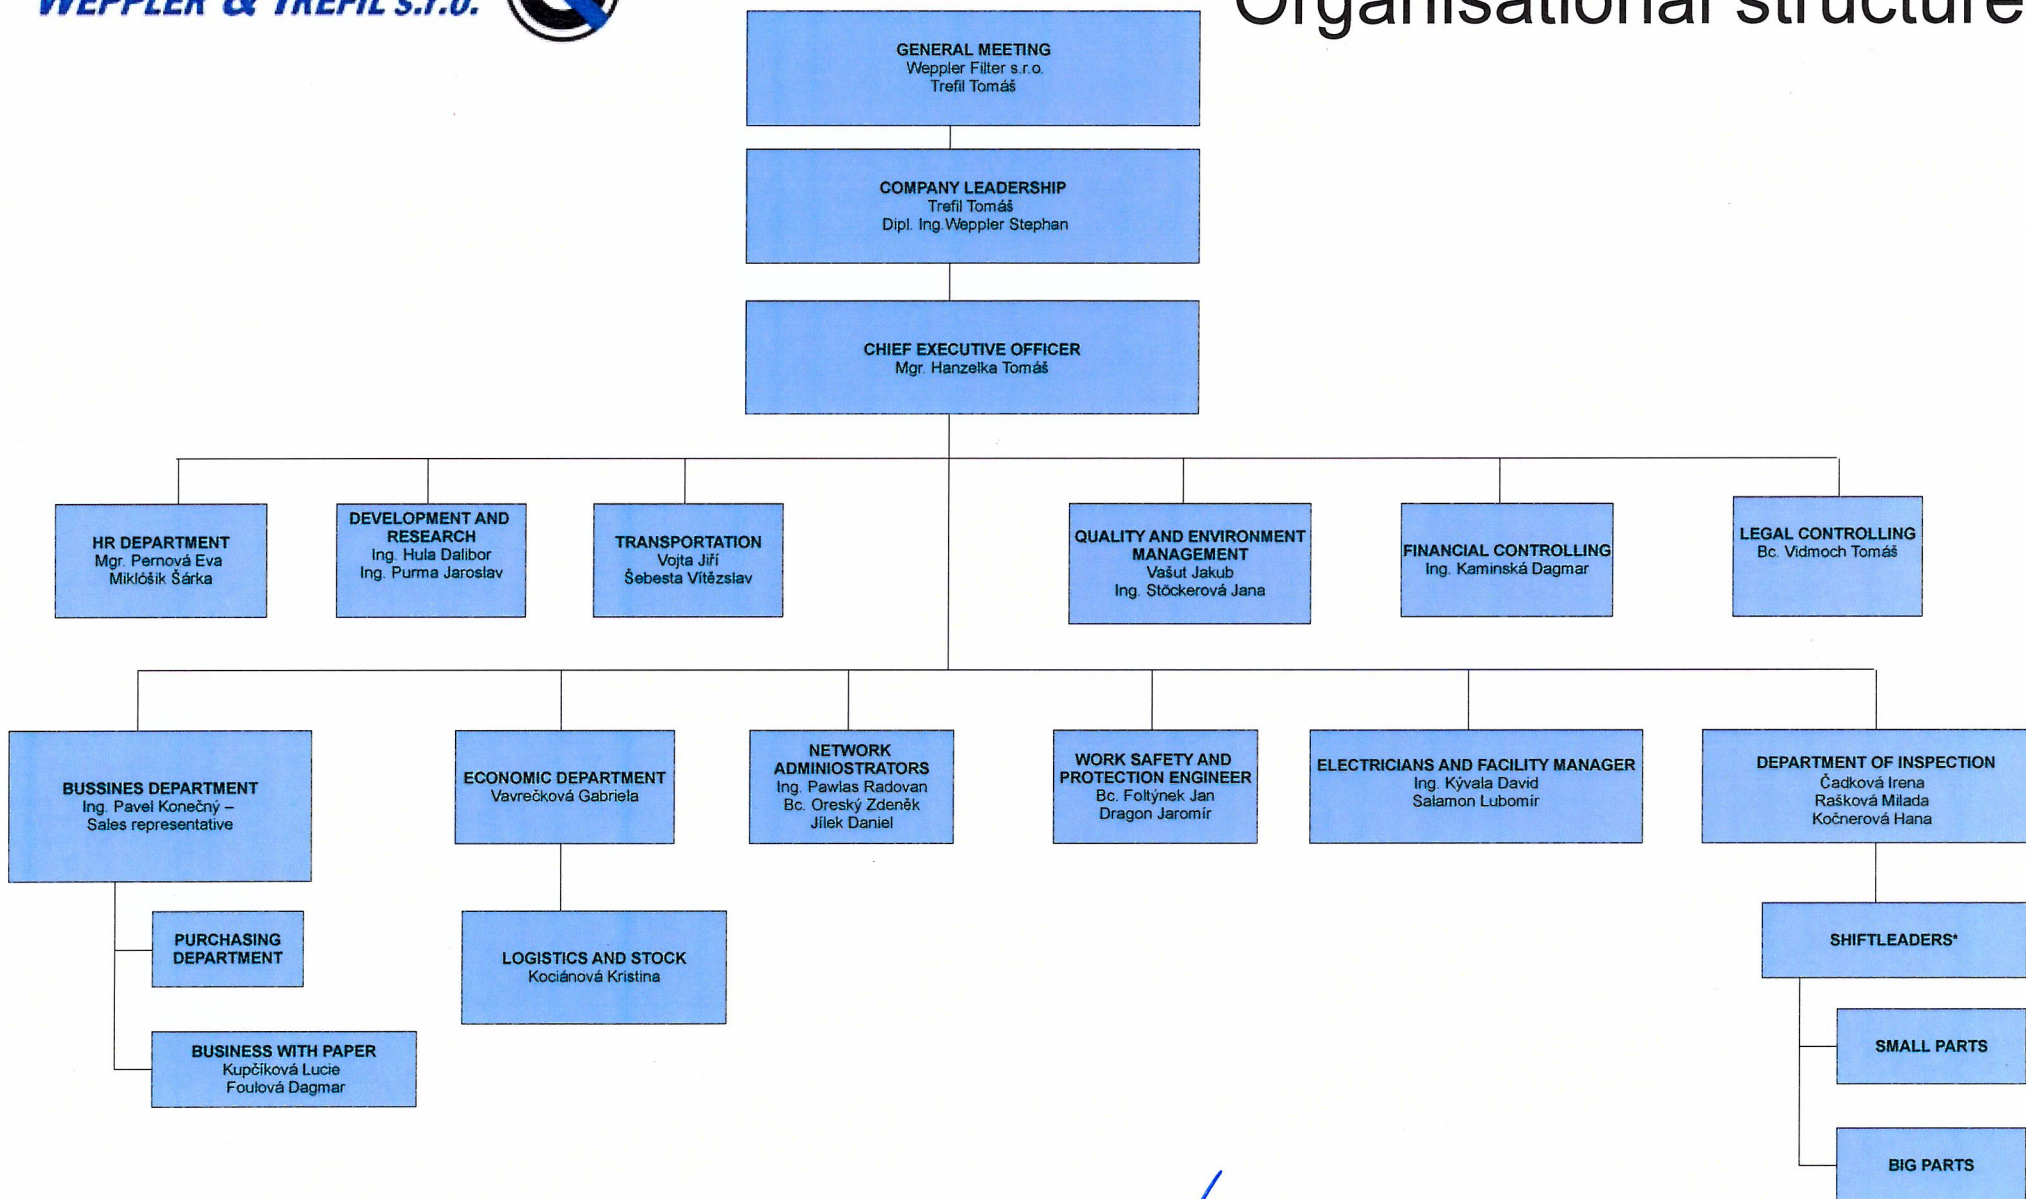 WEPPLER & TREFIL s.r.o.
Organisational structure
GENERAL MEETING
Weppler Filter s.r.o.
Trefil Tomáš
COMPANY LEADERSHIP
Trefil Tomáš
Dipl. Ing.Weppler Stephan
CHIEF EXECUTIVE OFFICER
Mgr. Hanzelka Tomáš
HR DEPARTMENT
Mgr. Pernová Eva
Miklóšik Šárka
DEVELOPMENT AND
RESEARCH
Ing. Hula Dalibor
Ing. Purma Jaroslav
TRANSPORTATION
Vojta Jiří
Šebesta Vítězslav
QUALITY AND ENVIRONMENT
MANAGEMENT
Vašut Jakub
Ing. Stöckerová Jana
FINANCIAL CONTROLLING
Ing. Kaminská Dagmar
LEGAL CONTROLLING
Bc. Vidmoch Tomáš
BUSSINES DEPARTMENT
Ing. Pavel Konečný –
Sales representative
ECONOMIC DEPARTMENT
Vavrečková Gabriela
NETWORK
ADMINIOSTRATORS
Ing. Pawlas Radovan
Bc. Oreský Zdeněk
Jílek Daniel
WORK SAFETY AND
PROTECTION ENGINEER
Bc. Foltýnek Jan
Dragon Jaromír
ELECTRICIANS AND FACILITY MANAGER
Ing. Kývala David
Salamon Lubomír
DEPARTMENT OF INSPECTION
Čadková Irena
Rašková Milada
Kočnerová Hana
PURCHASING
DEPARTMENT
LOGISTICS AND STOCK
Kociánová Kristina
SHIFTLEADERS*
BUSINESS WITH PAPER
Kupčíková Lucie
Foulová Dagmar
SMALL PARTS
BIG PARTS